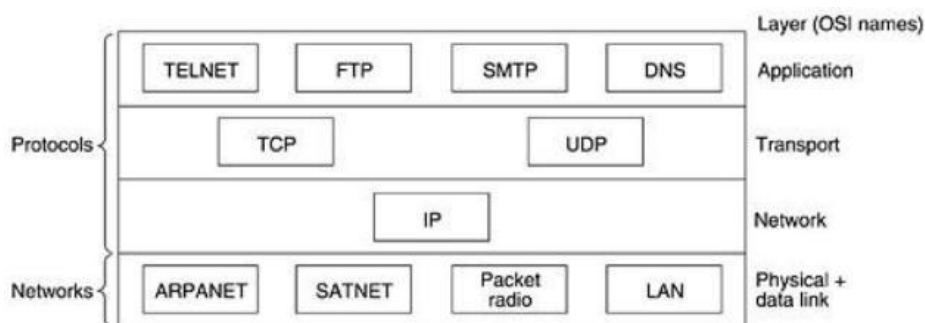 Layer (OSI names)
TELNET FTP SMTP DNS Application
Protocols TCP UDP Transport
IP Network
Networks ARPANET SATNET Packet radio LAN Physical + data link